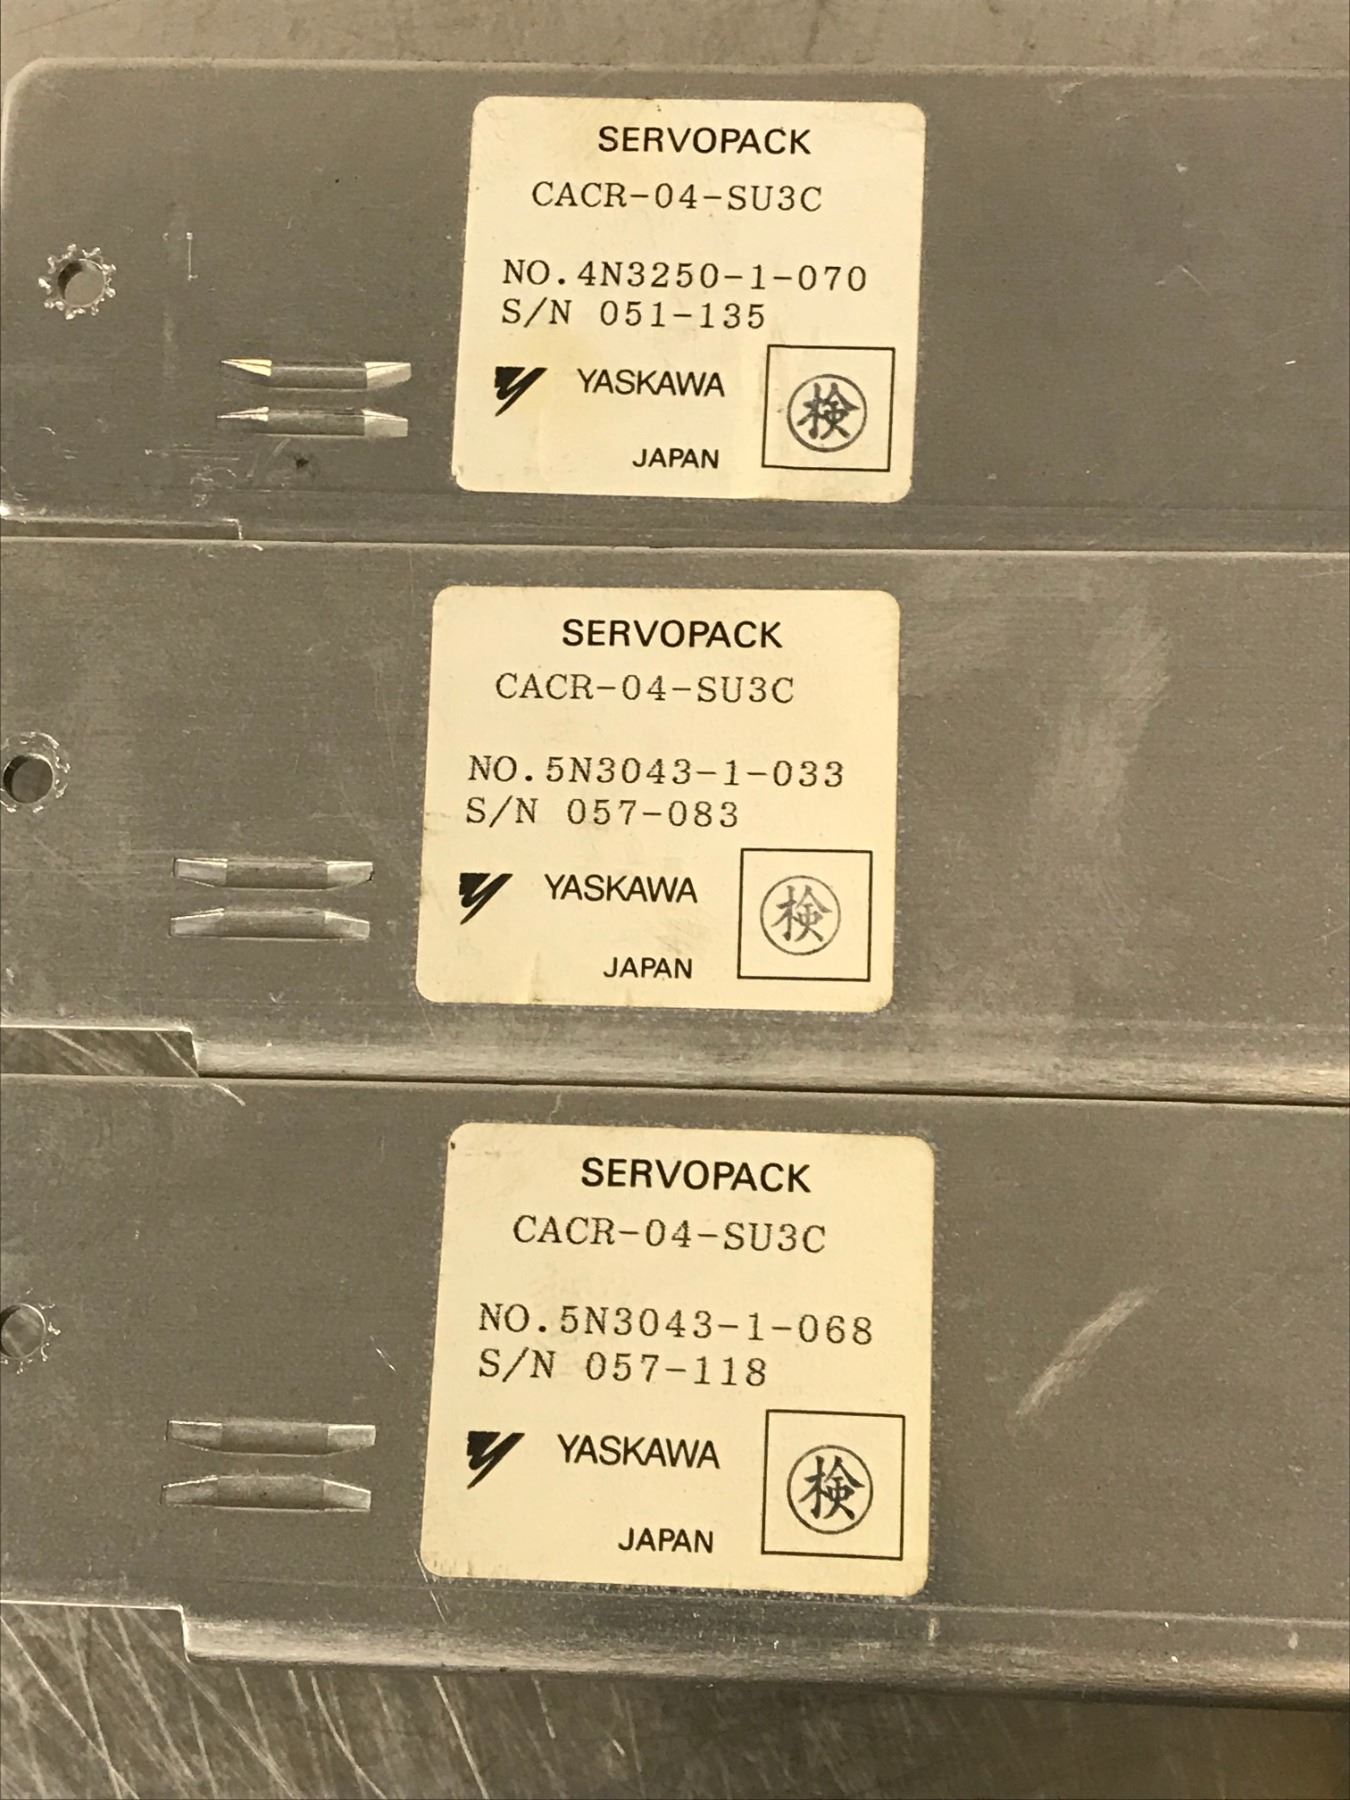 SERVOPACK
CACR-04-SU3C
NO.4N3250-1-070
S/N 051-135
YASKAWA
検
JAPAN
SERVOPACK
CACR-04-SU3C
NO.5N3043-1-033
S/N 057-083
YASKAWA
検
JAPAN
SERVOPACK
CACR-04-SU3C
NO.5N3043-1-068
S/N 057-118
YASKAWA
検
JAPAN